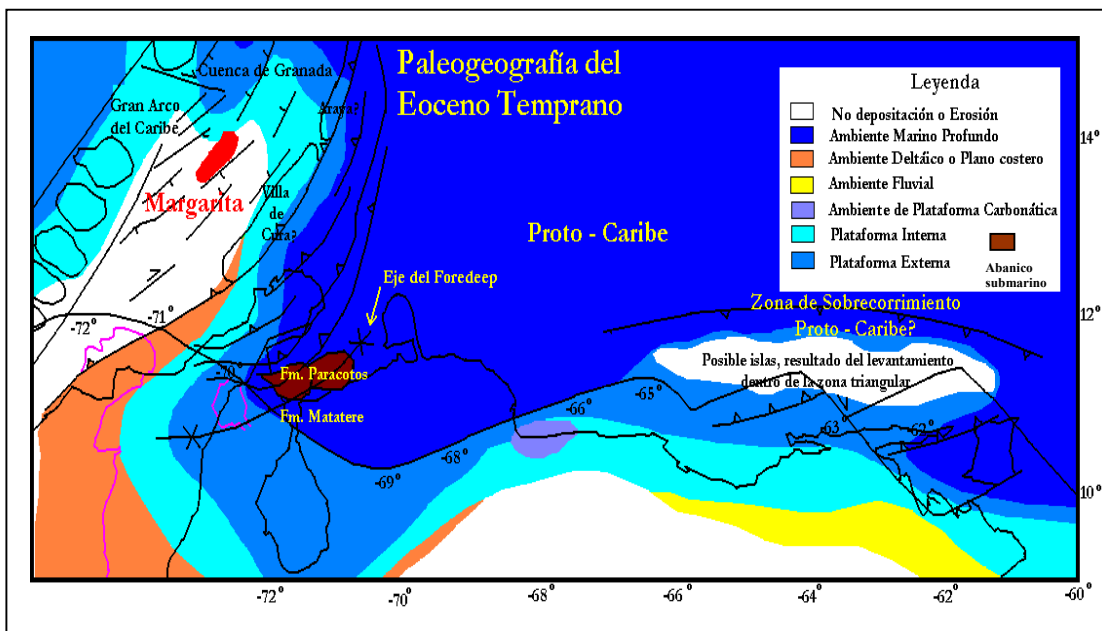 Paleogeografía del
Eoceno Temprano
Cuenca de Granada
Gran Arco
del Caribe
Araya?
Margarita
Villa
de
Cura?
Proto - Caribe
Eje del Foredeep
Leyenda
No depositación o Erosión
Ambiente Marino Profundo
Ambiente Deltáico o Plano costero
Ambiente Fluvial
Ambiente de Plataforma Carbonática
Plataforma Interna
Plataforma Externa
Abanico
submarino
Zona de Sobrecorrimiento
Proto - Caribe?
Posible islas, resultado del levantamiento
dentro de la zona triangular
Fm. Paracotos
Fm. Matatere
-72°
-71°
-70°
-69°
-68°
-66°
-65°
-63°
-62°
14°
12°
10°
-72°
-70°
-68°
-66°
-64°
-62°
-60°